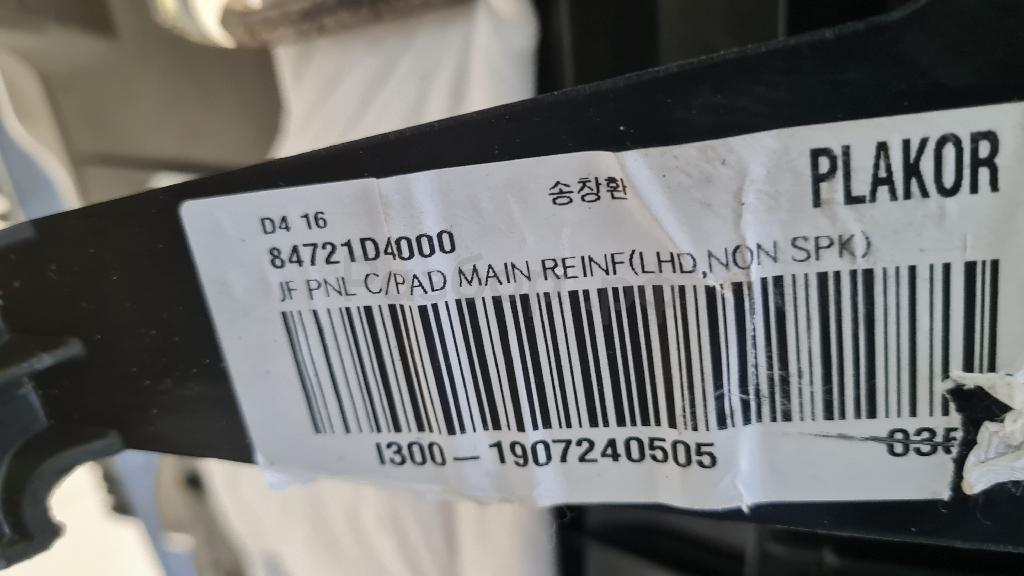 PLAKOR
송창환
D4 16
84721D4000
JF PNL C/PAD MAIN REINF(LHD,NON SPK)
I300-1907240505